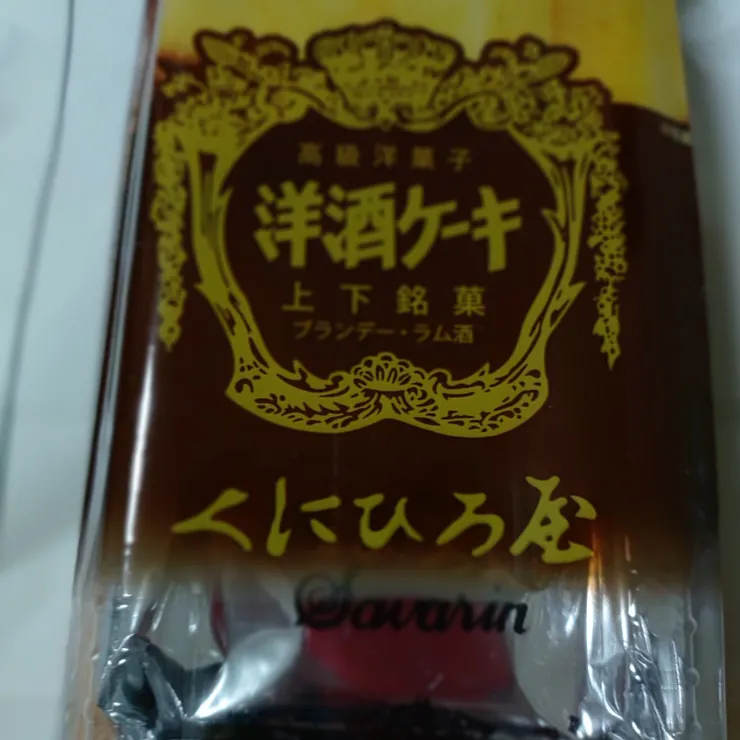 高級洋菓子
洋酒ケーキ
上下銘菓
ブランデー・ラム酒
くにひろ屋
Savarin